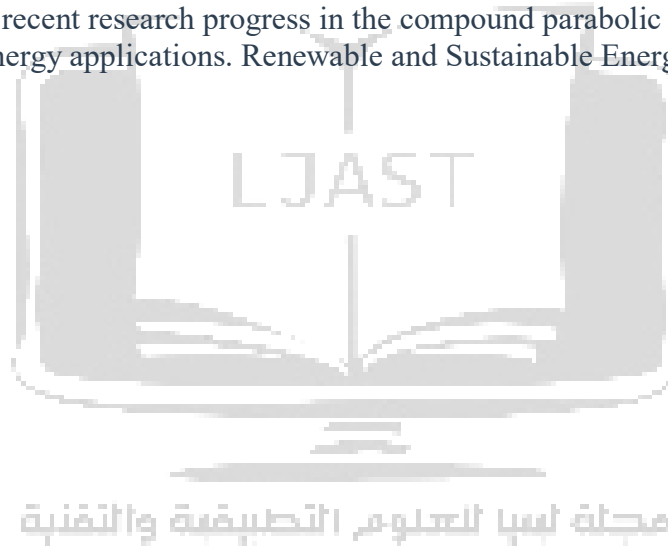 recent research progress in the compound parabolic
nergy applications. Renewable and Sustainable Energ
LJAST
مجلة ليبيا للعلوم التطبيقية والتقنية